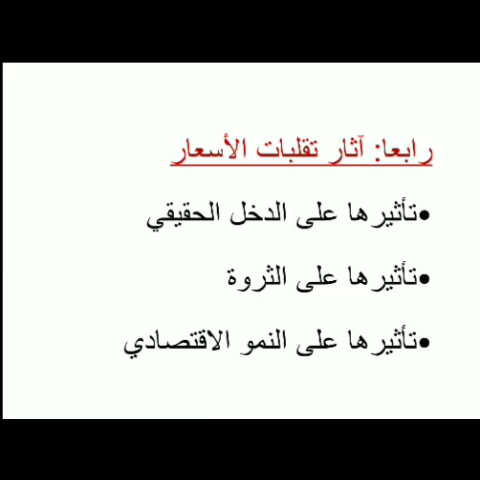 رابعا: آثار تقلبات الأسعار
•تأثيرها على الدخل الحقيقي
•تأثيرها على الثروة
•تأثيرها على النمو الاقتصادي